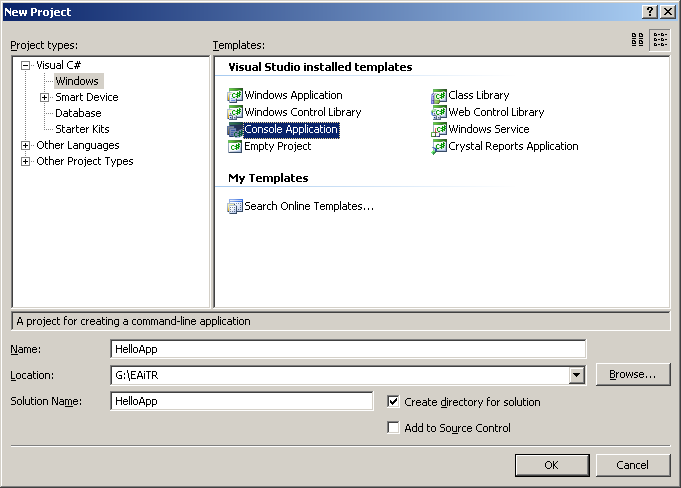 New Project
Project types:
Templates:
Visual C#
Windows
Smart Device
Database
Starter Kits
Other Languages
Other Project Types
Visual Studio installed templates
Windows Application
Class Library
Windows Control Library
Web Control Library
Console Application
Windows Service
Empty Project
Crystal Reports Application
My Templates
Search Online Templates...
A project for creating a command-line application
Name:
HelloApp
Location:
G:\EAiTR
Browse...
Solution Name:
HelloApp
Create directory for solution
Add to Source Control
OK
Cancel